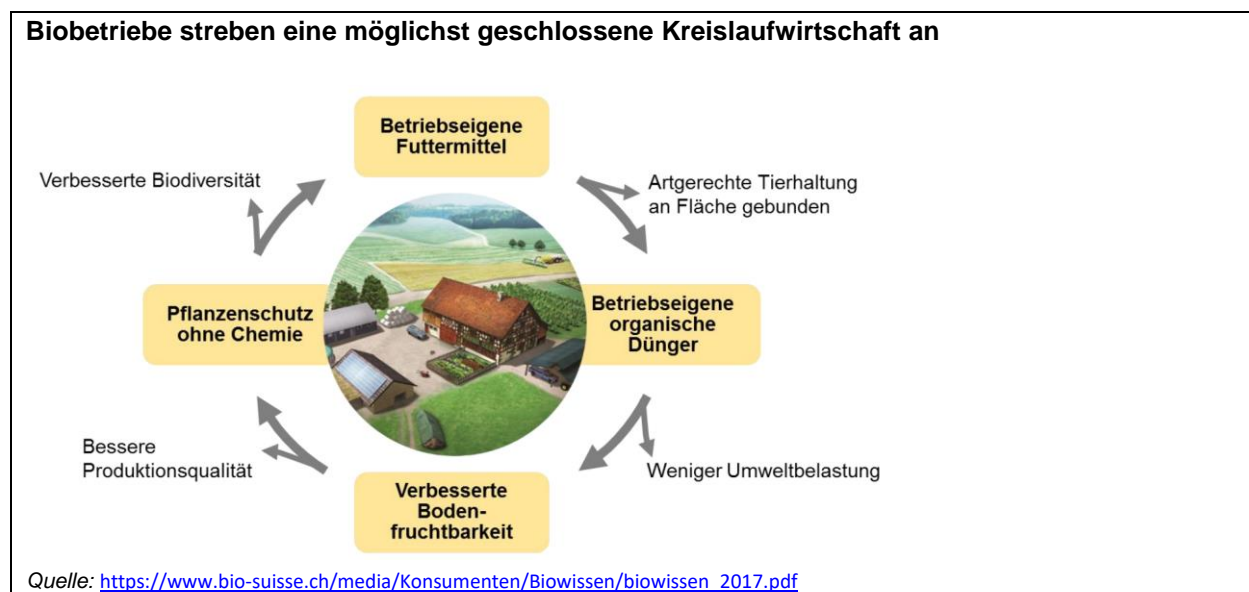 Biobetriebe streben eine möglichst geschlossene Kreislaufwirtschaft an
Betriebseigene
Futtermittel
Verbesserte Biodiversität
Artgerechte Tierhaltung
an Fläche gebunden
Pflanzenschutz
ohne Chemie
Betriebseigene
organische
Dünger
Bessere
Produktionsqualität
Weniger Umweltbelastung
Verbesserte
Boden-
fruchtbarkeit
Quelle: https://www.bio-suisse.ch/media/Konsumenten/Biowissen/biowissen_2017.pdf